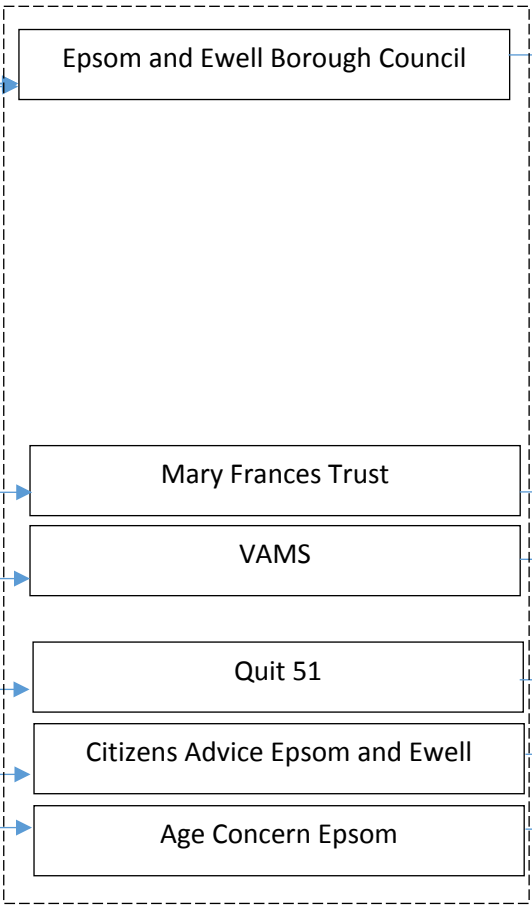 Epsom and Ewell Borough Council
Mary Frances Trust
VAMS
Quit 51
Citizens Advice Epsom and Ewell
Age Concern Epsom